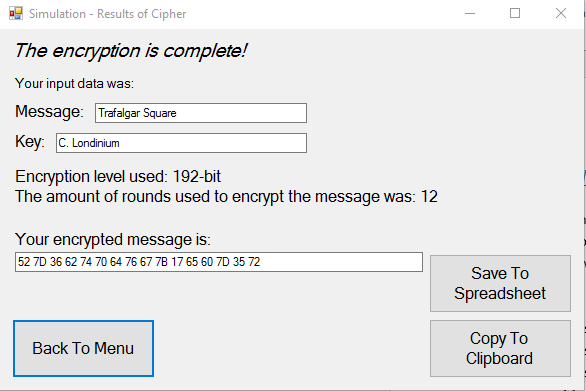 Simulation - Results of Cipher
The encryption is complete!
Your input data was:
Message: Trafalgar Square
Key: C. Londinium
Encryption level used: 192-bit
The amount of rounds used to encrypt the message was: 12
Your encrypted message is:
52 7D 36 62 74 70 64 76 67 7B 17 65 60 7D 35 72
Save To
Spreadsheet
Back To Menu
Copy To
Clipboard